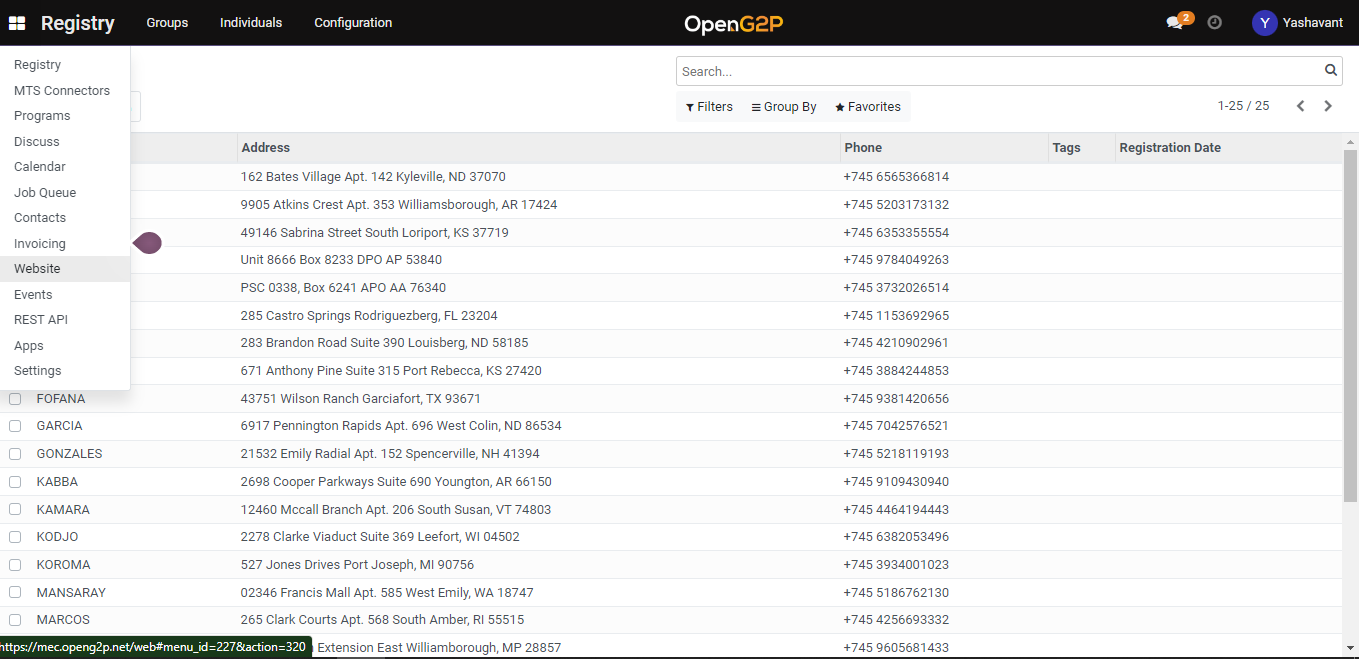 Registry Groups Individuals Configuration OpenG2P 2 Y Yashavant
Registry
MTS Connectors
Programs
Discuss
Calendar
Job Queue
Contacts
Invoicing
Website
Events
REST API
Apps
Settings
Search...
Filters Group By Favorites 1-25 / 25
Address Phone Tags Registration Date
162 Bates Village Apt. 142 Kyleville, ND 37070 +745 6565366814
9905 Atkins Crest Apt. 353 Williamsborough, AR 17424 +745 5203173132
49146 Sabrina Street South Loriport, KS 37719 +745 6353355554
Unit 8666 Box 8233 DPO AP 53840 +745 9784049263
PSC 0338, Box 6241 APO AA 76340 +745 3732026514
285 Castro Springs Rodriguezberg, FL 23204 +745 1153692965
283 Brandon Road Suite 390 Louisberg, ND 58185 +745 4210902961
671 Anthony Pine Suite 315 Port Rebecca, KS 27420 +745 3884244853
FOFANA 43751 Wilson Ranch Garciafort, TX 93671 +745 9381420656
GARCIA 6917 Pennington Rapids Apt. 696 West Colin, ND 86534 +745 7042576521
GONZALES 21532 Emily Radial Apt. 152 Spencerville, NH 41394 +745 5218119193
KABBA 2698 Cooper Parkways Suite 690 Youngton, AR 66150 +745 9109430940
KAMARA 12460 Mccall Branch Apt. 206 South Susan, VT 74803 +745 4464194443
KODJO 2278 Clarke Viaduct Suite 369 Leefort, WI 04502 +745 6382053496
KOROMA 527 Jones Drives Port Joseph, MI 90756 +745 3934001023
MANSARAY 02346 Francis Mall Apt. 585 West Emily, WA 18747 +745 5186762130
MARCOS 265 Clark Courts Apt. 568 South Amber, RI 55515 +745 4256693332
https://mec.openg2p.net/web#menu_id=227&action=320 Extension East Williamborough, MP 28857 +745 9605681433